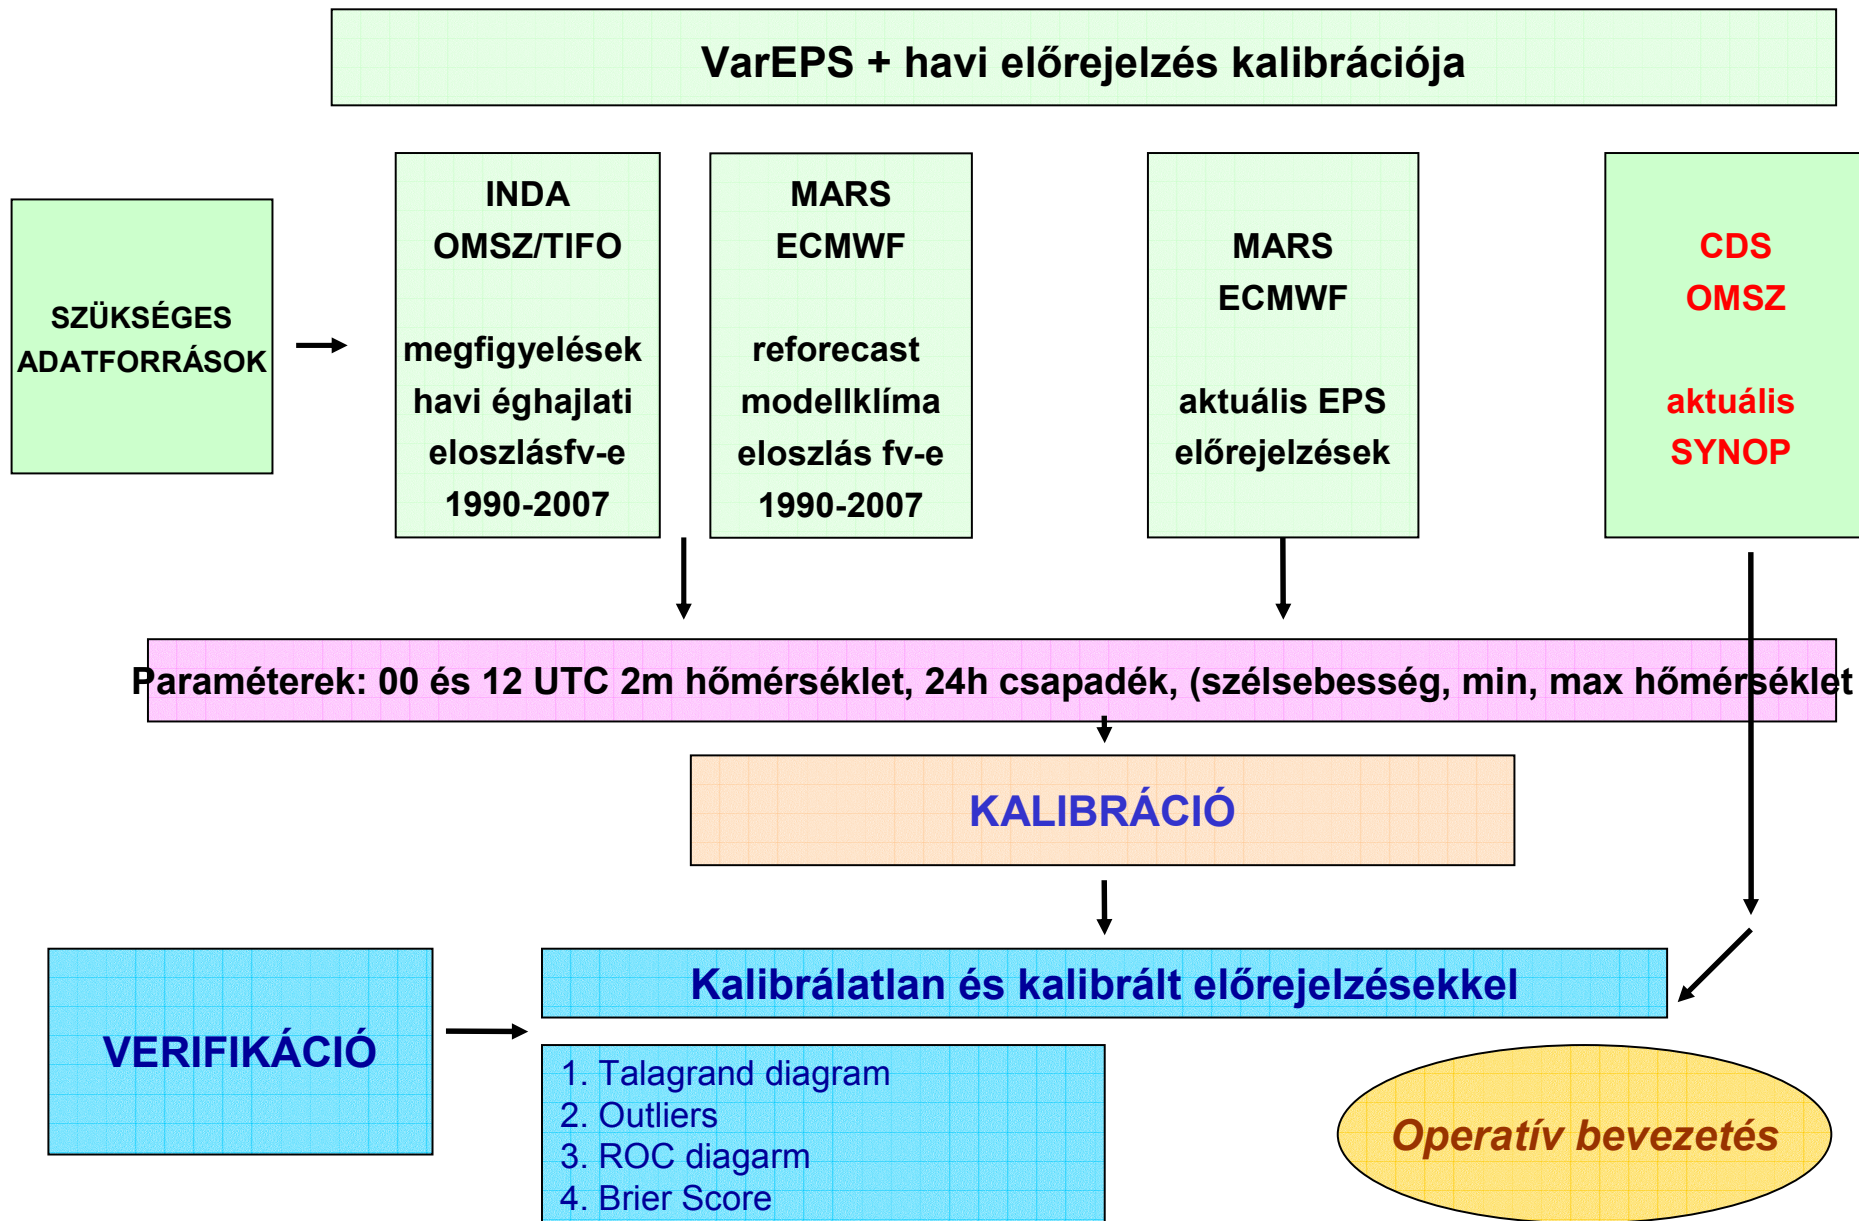 VarEPS + havi előrejelzés kalibrációja
SZÜKSÉGES
ADATFORRÁSOK
INDA
OMSZ/TIFO
megfigyelések
havi éghajlati
eloszlásfv-e
1990-2007
MARS
ECMWF
reforecast
modellklíma
eloszlás fv-e
1990-2007
MARS
ECMWF
aktuális EPS
előrejelzések
CDS
OMSZ
aktuális
SYNOP
Paraméterek: 00 és 12 UTC 2m hőmérséklet, 24h csapadék, (szélsebesség, min, max hőmérséklet
KALIBRÁCIÓ
VERIFIKÁCIÓ
Kalibrálatlan és kalibrált előrejelzésekkel
1. Talagrand diagram
2. Outliers
3. ROC diagarm
4. Brier Score
Operatív bevezetés